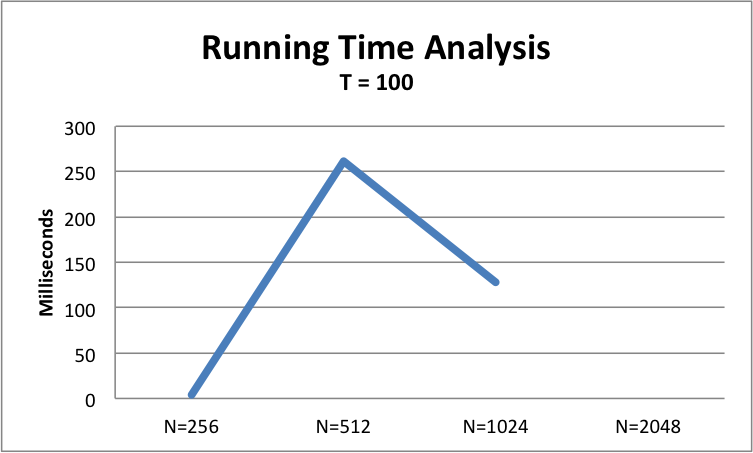 Running Time Analysis
T = 100
300
250
200
150
100
50
0
Milliseconds
N=256
N=512
N=1024
N=2048